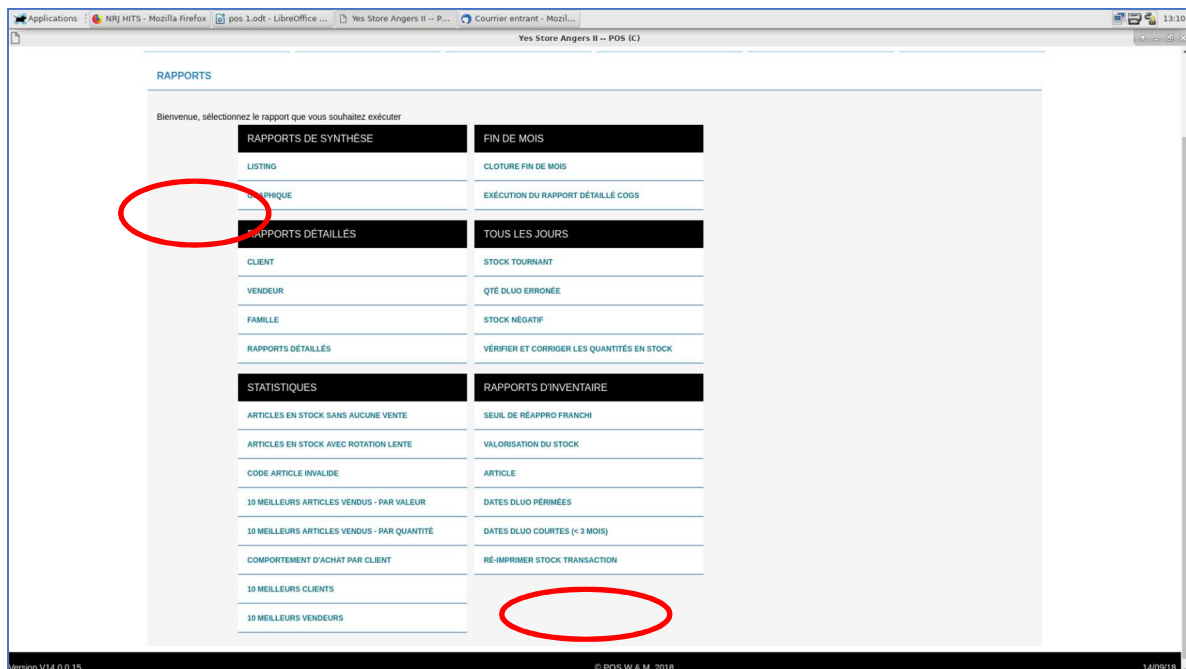 Applications NRJ HITS - Mozilla Firefox pos 1.odt - LibreOffice ... Yes Store Angers II -- P... Courrier entrant - Mozil... 13:10
Yes Store Angers II -- POS (C)
RAPPORTS
Bienvenue, sélectionnez le rapport que vous souhaitez exécuter
RAPPORTS DE SYNTHÈSE
LISTING
GRAPHIQUE
RAPPORTS DÉTAILLÉS
CLIENT
VENDEUR
FAMILLE
RAPPORTS DÉTAILLÉS
STATISTIQUES
ARTICLES EN STOCK SANS AUCUNE VENTE
ARTICLES EN STOCK AVEC ROTATION LENTE
CODE ARTICLE INVALIDE
10 MEILLEURS ARTICLES VENDUS - PAR VALEUR
10 MEILLEURS ARTICLES VENDUS - PAR QUANTITÉ
COMPORTEMENT D'ACHAT PAR CLIENT
10 MEILLEURS CLIENTS
10 MEILLEURS VENDEURS
FIN DE MOIS
CLOTURE FIN DE MOIS
EXÉCUTION DU RAPPORT DÉTAILLÉ COGS
TOUS LES JOURS
STOCK TOURNANT
QTÉ DLUO ERRONÉE
STOCK NÉGATIF
VÉRIFIER ET CORRIGER LES QUANTITÉS EN STOCK
RAPPORTS D'INVENTAIRE
SEUIL DE RÉAPPRO FRANCHI
VALORISATION DU STOCK
ARTICLE
DATES DLUO PÉRIMÉES
DATES DLUO COURTES (< 3 MOIS)
RÉ-IMPRIMER STOCK TRANSACTION
Version V14.0.0.15 © POS W & M, 2018 14/09/18